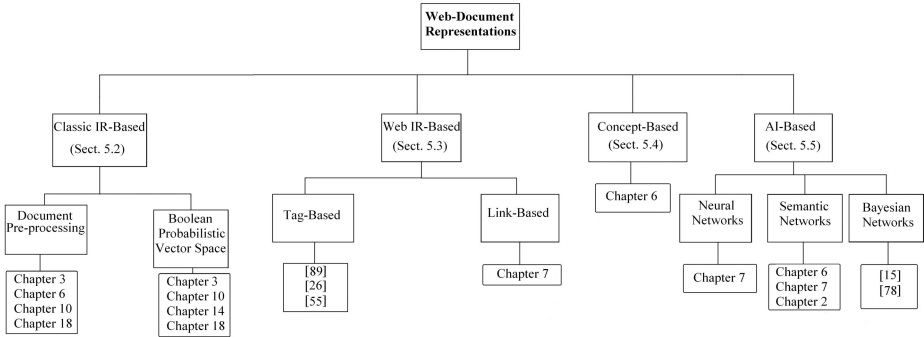 Web-Document
Representations
Classic IR-Based
(Sect. 5.2)
Web IR-Based
(Sect. 5.3)
Concept-Based
(Sect. 5.4)
AI-Based
(Sect. 5.5)
Document
Pre-processing
Boolean
Probabilistic
Vector Space
Tag-Based
Link-Based
Chapter 6
Neural
Networks
Semantic
Networks
Bayesian
Networks
Chapter 3
Chapter 6
Chapter 10
Chapter 18
Chapter 3
Chapter 10
Chapter 14
Chapter 18
[89]
[26]
[55]
Chapter 7
Chapter 7
Chapter 6
Chapter 7
Chapter 2
[15]
[78]